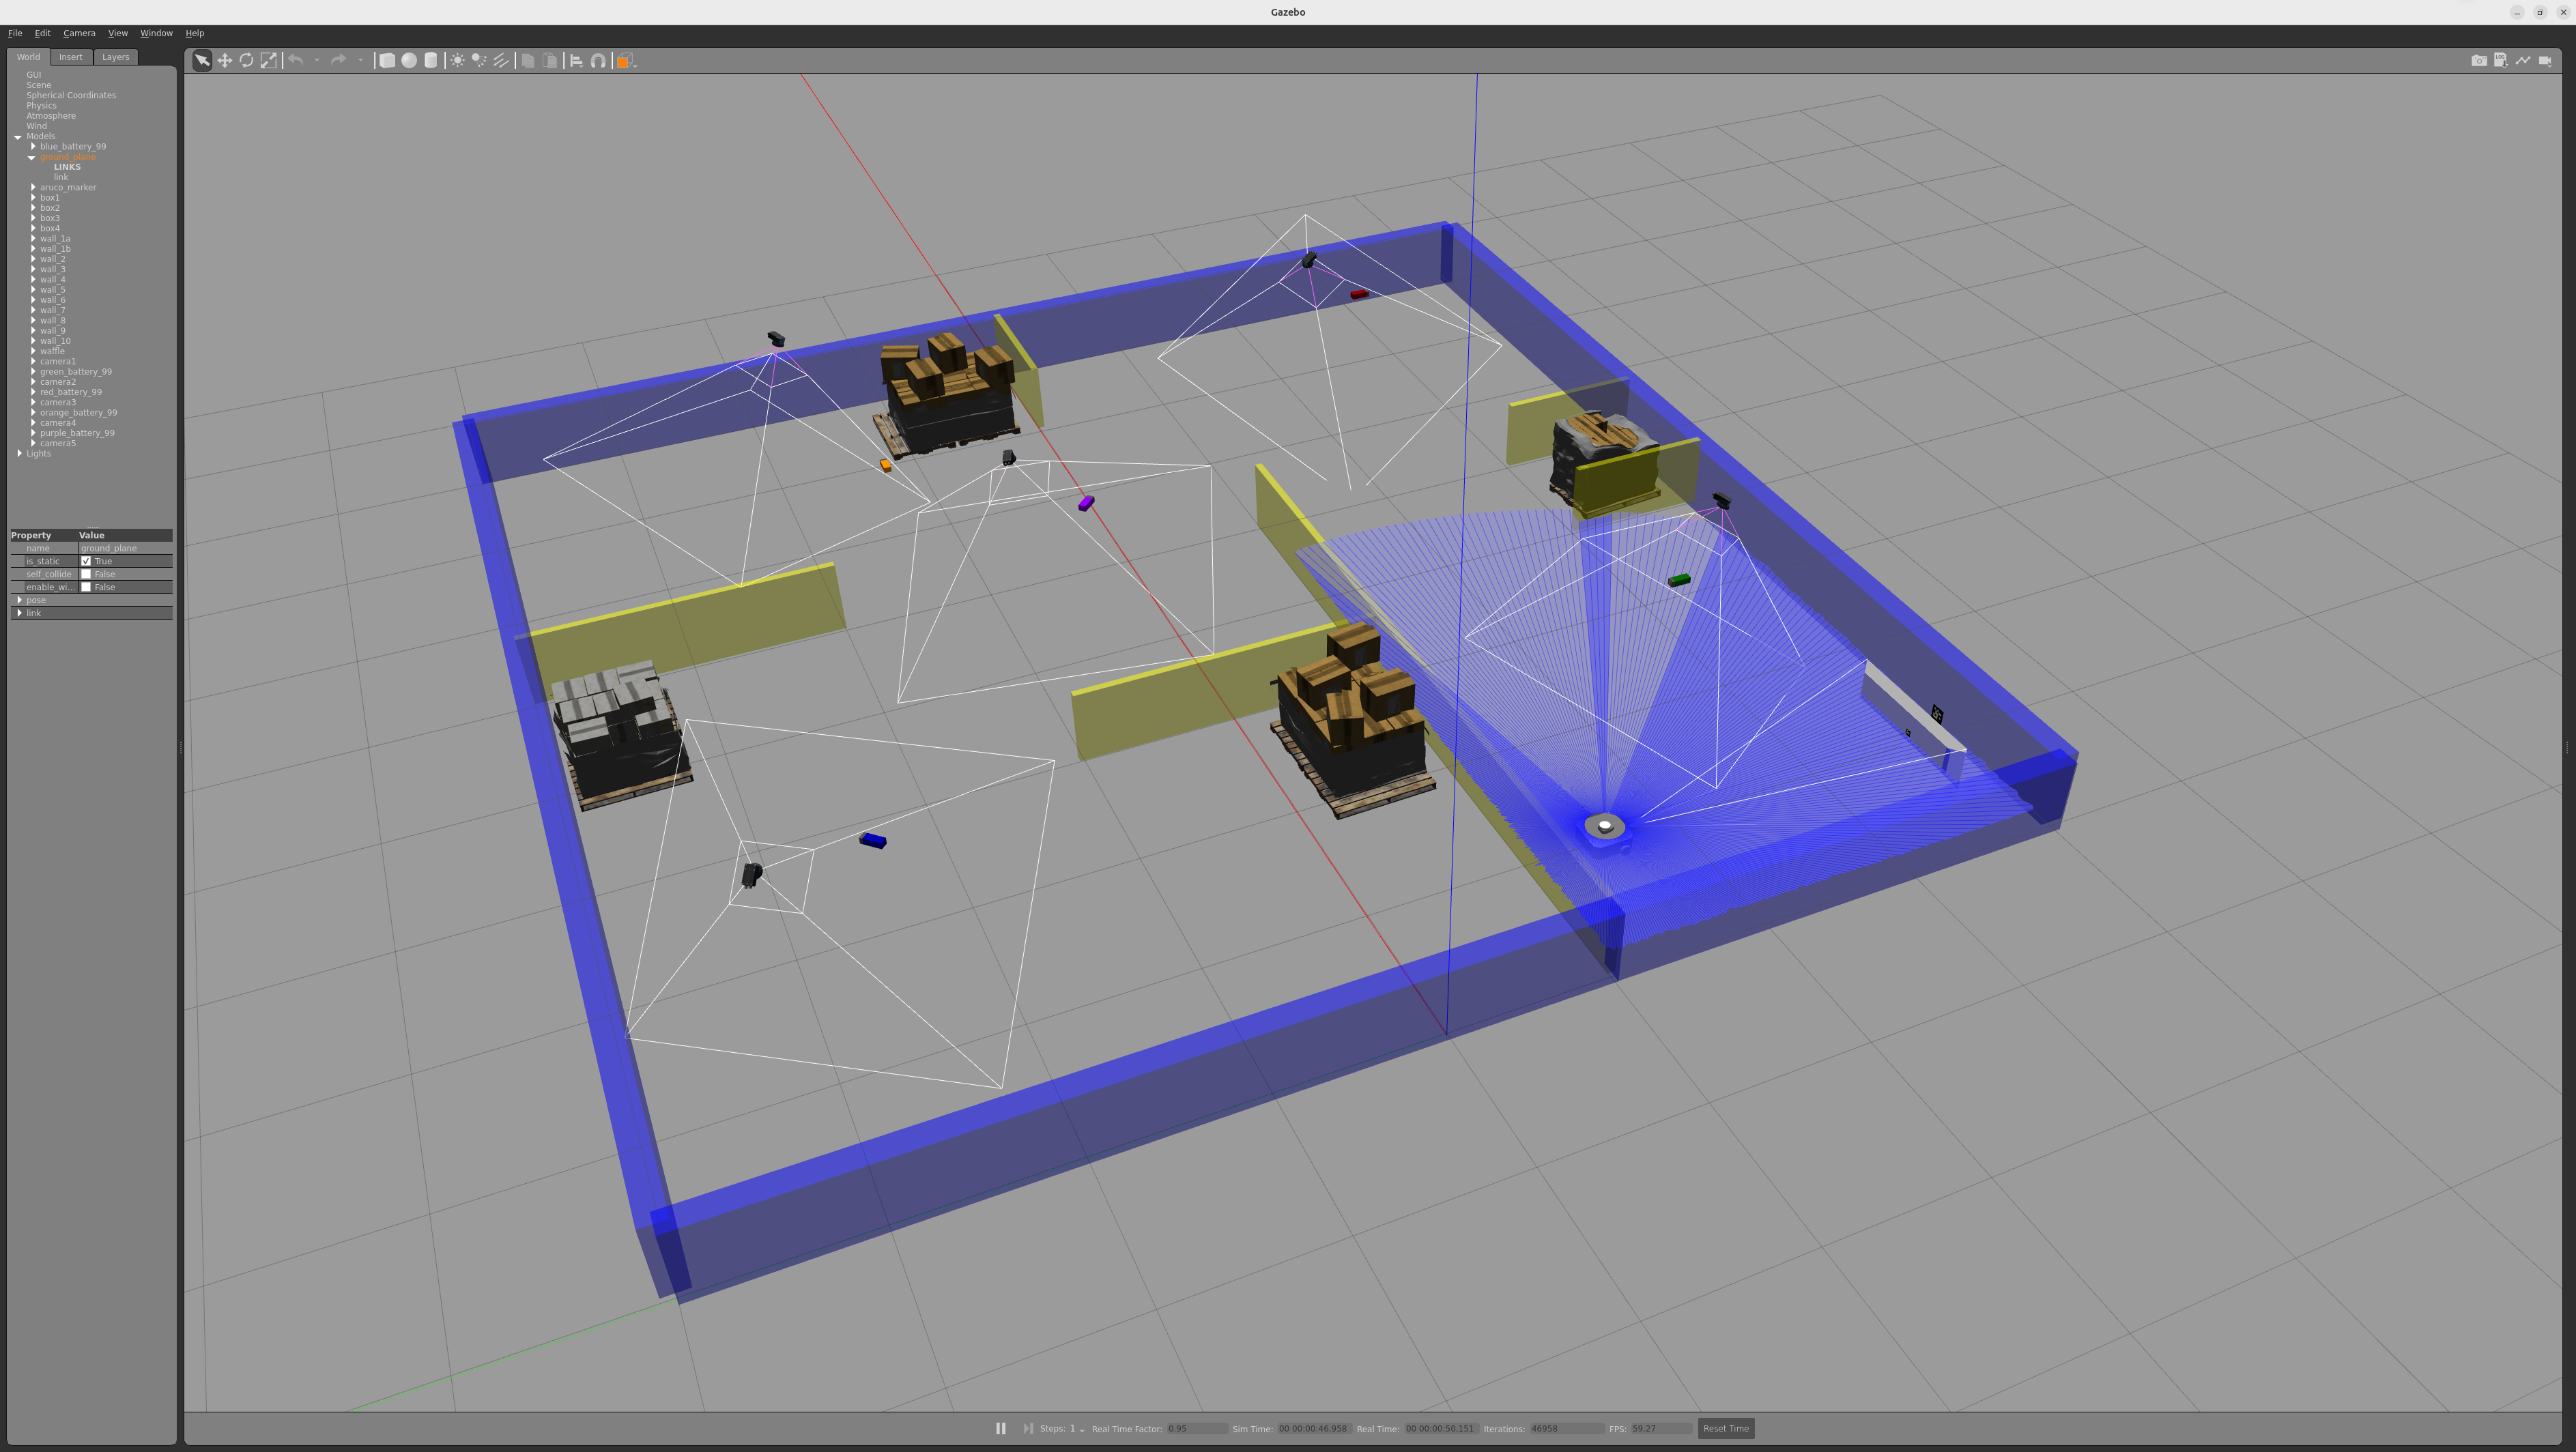 Gazebo
File Edit Camera View Window Help
World Insert Layers
GUI
Scene
Spherical Coordinates
Physics
Atmosphere
Wind
Models
blue_battery_99
ground_plane
LINKS
link
aruco_marker
box1
box2
box3
box4
wall_1a
wall_1b
wall_2
wall_3
wall_4
wall_5
wall_6
wall_7
wall_8
wall_9
wall_10
waffle
camera1
green_battery_99
camera2
red_battery_99
camera3
orange_battery_99
camera4
purple_battery_99
camera5
Lights
Property Value
name ground_plane
is_static True
self_collide False
enable_wi... False
pose
link
Steps: 1 Real Time Factor: 0.95 Sim Time: 00 00:00:46.958 Real Time: 00 00:00:50.151 Iterations: 46958 FPS: 59.27 Reset Time